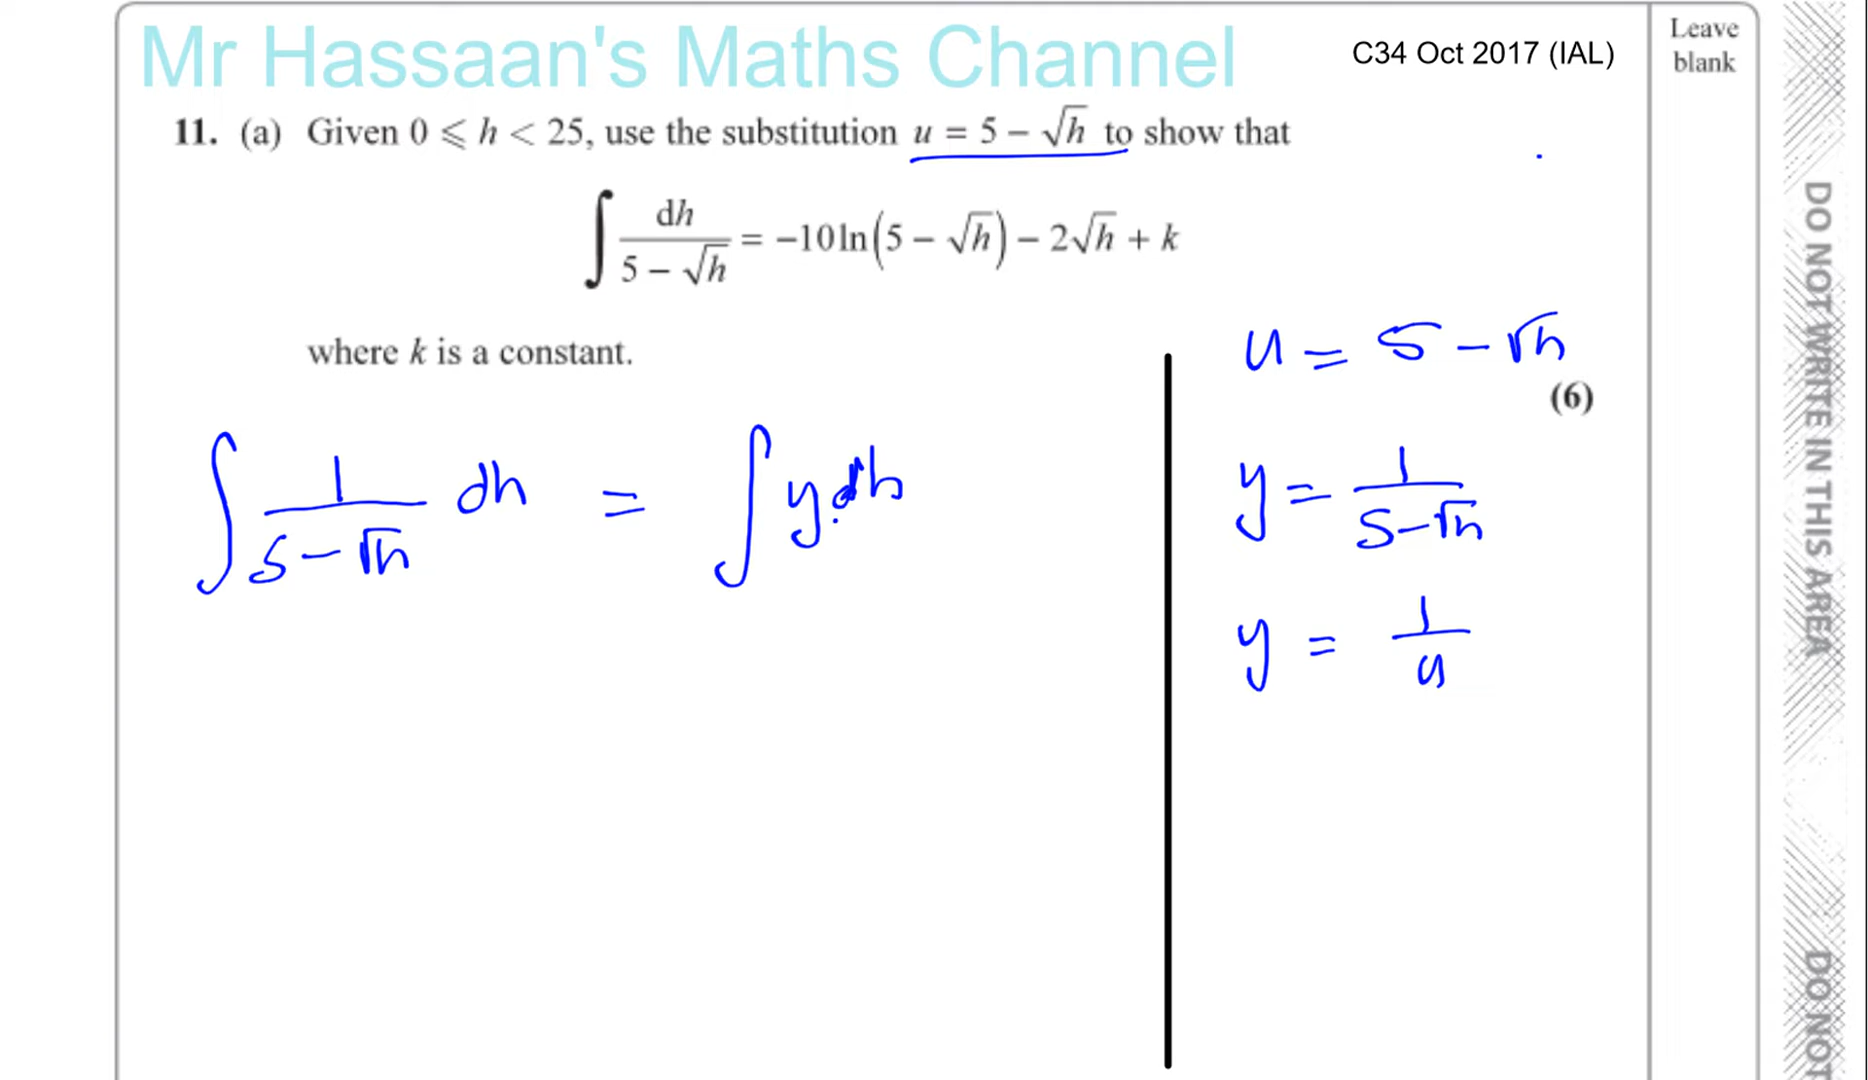 Mr Hassaan's Maths Channel
C34 Oct 2017 (IAL)
Leave
blank
11. (a) Given 0 ⩽ h < 25, use the substitution u = 5 − √h to show that
∫ dh/(5 − √h) = −10ln(5 − √h) − 2√h + k
where k is a constant.
u = 5 − √h
(6)
∫ 1/(5 − √h) dh = ∫ y dh
y = 1/(5 − √h)
y = 1/u
DO NOT WRITE IN THIS AREA
DO NOT